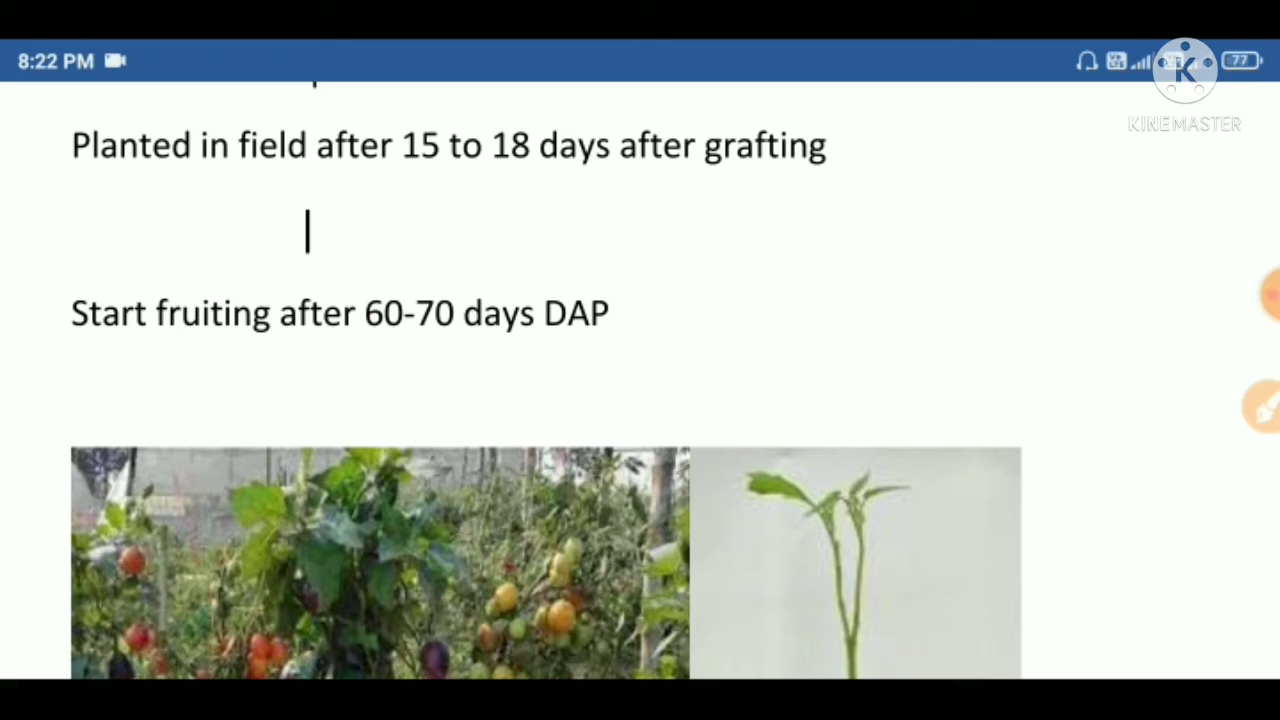 8:22 PM
77
K
KINEMASTER
Planted in field after 15 to 18 days after grafting
|
Start fruiting after 60-70 days DAP